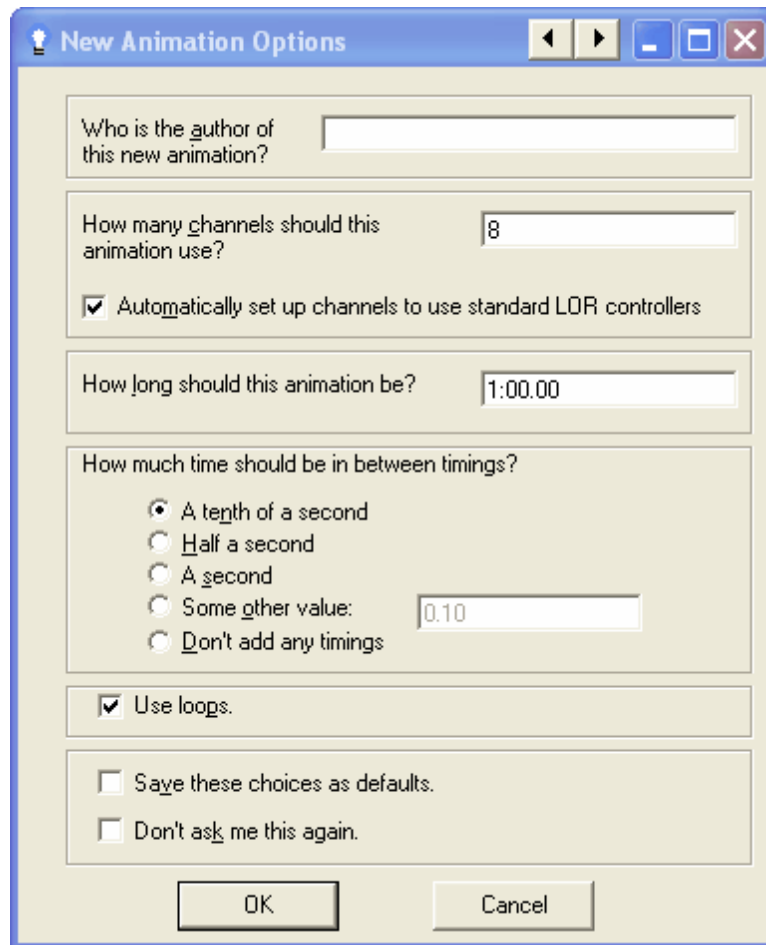 New Animation Options
Who is the author of
this new animation?
How many channels should this
animation use?
8
Automatically set up channels to use standard LOR controllers
How long should this animation be?
1:00.00
How much time should be in between timings?
A tenth of a second
Half a second
A second
Some other value:
0.10
Don't add any timings
Use loops.
Save these choices as defaults.
Don't ask me this again.
OK
Cancel